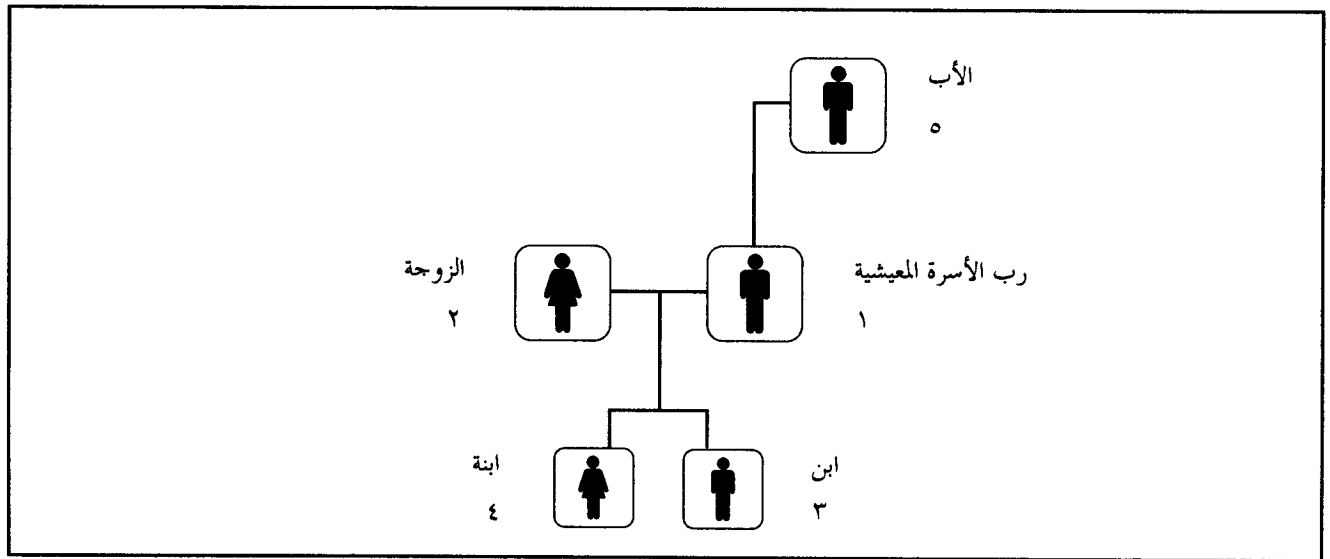 الأب
٥
رب الأسرة المعيشية
١
الزوجة
٢
ابن
٣
ابنة
٤